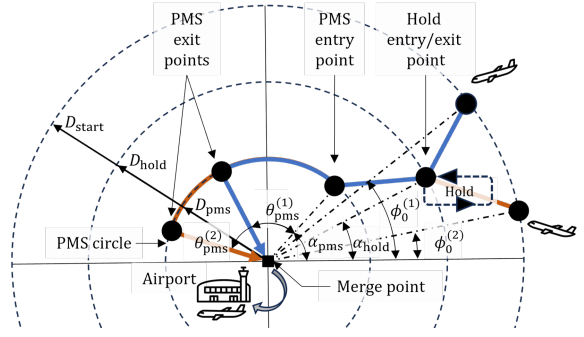 PMS
exit
points
PMS
entry
point
Hold
entry/exit
point
D_start
D_hold
D_pms
Hold
θ_pms^(1)
θ_pms^(2)
α_pms
α_hold
ϕ_0^(1)
ϕ_0^(2)
PMS circle
Airport
Merge point